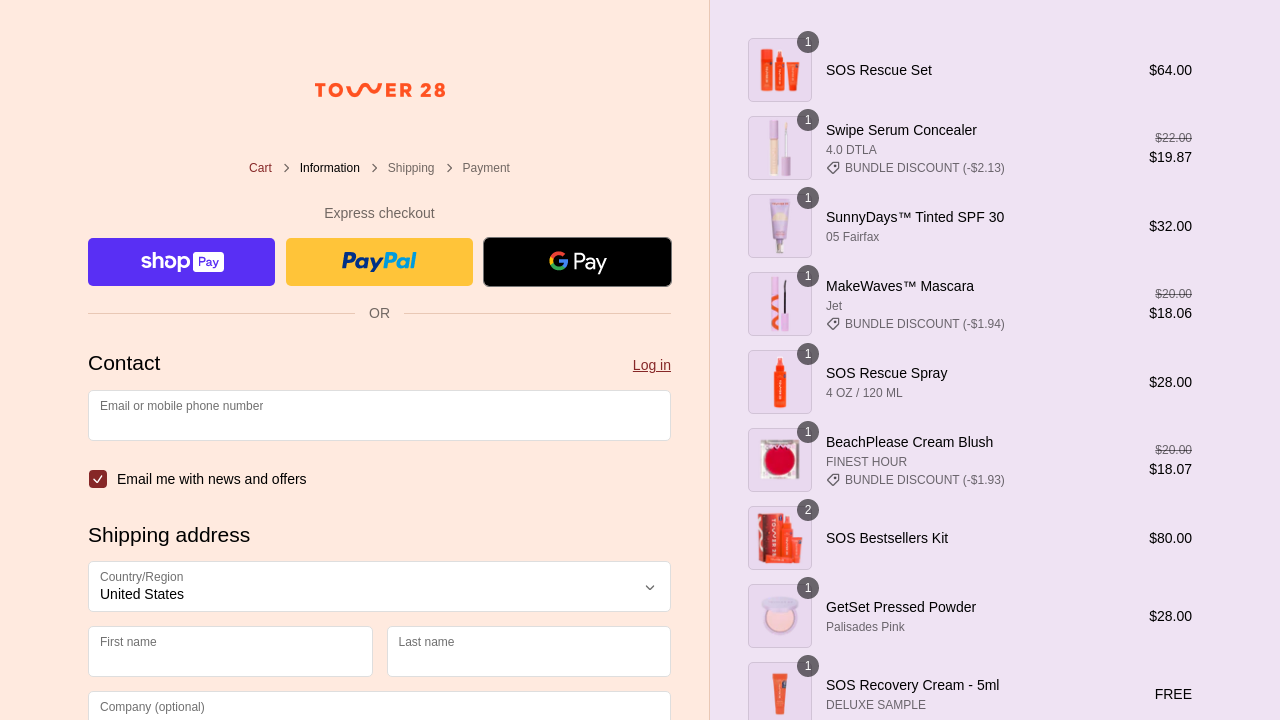 TOWER 28
Cart > Information > Shipping > Payment
Express checkout
shop Pay
PayPal
G Pay
OR
Contact
Log in
Email or mobile phone number
Email me with news and offers
Shipping address
Country/Region
United States
First name
Last name
Company (optional)
1
SOS Rescue Set
$64.00
1
Swipe Serum Concealer
4.0 DTLA
BUNDLE DISCOUNT (-$2.13)
$22.00
$19.87
1
SunnyDays™ Tinted SPF 30
05 Fairfax
$32.00
1
MakeWaves™ Mascara
Jet
BUNDLE DISCOUNT (-$1.94)
$20.00
$18.06
1
SOS Rescue Spray
4 OZ / 120 ML
$28.00
1
BeachPlease Cream Blush
FINEST HOUR
BUNDLE DISCOUNT (-$1.93)
$20.00
$18.07
2
SOS Bestsellers Kit
$80.00
1
GetSet Pressed Powder
Palisades Pink
$28.00
1
SOS Recovery Cream - 5ml
DELUXE SAMPLE
FREE